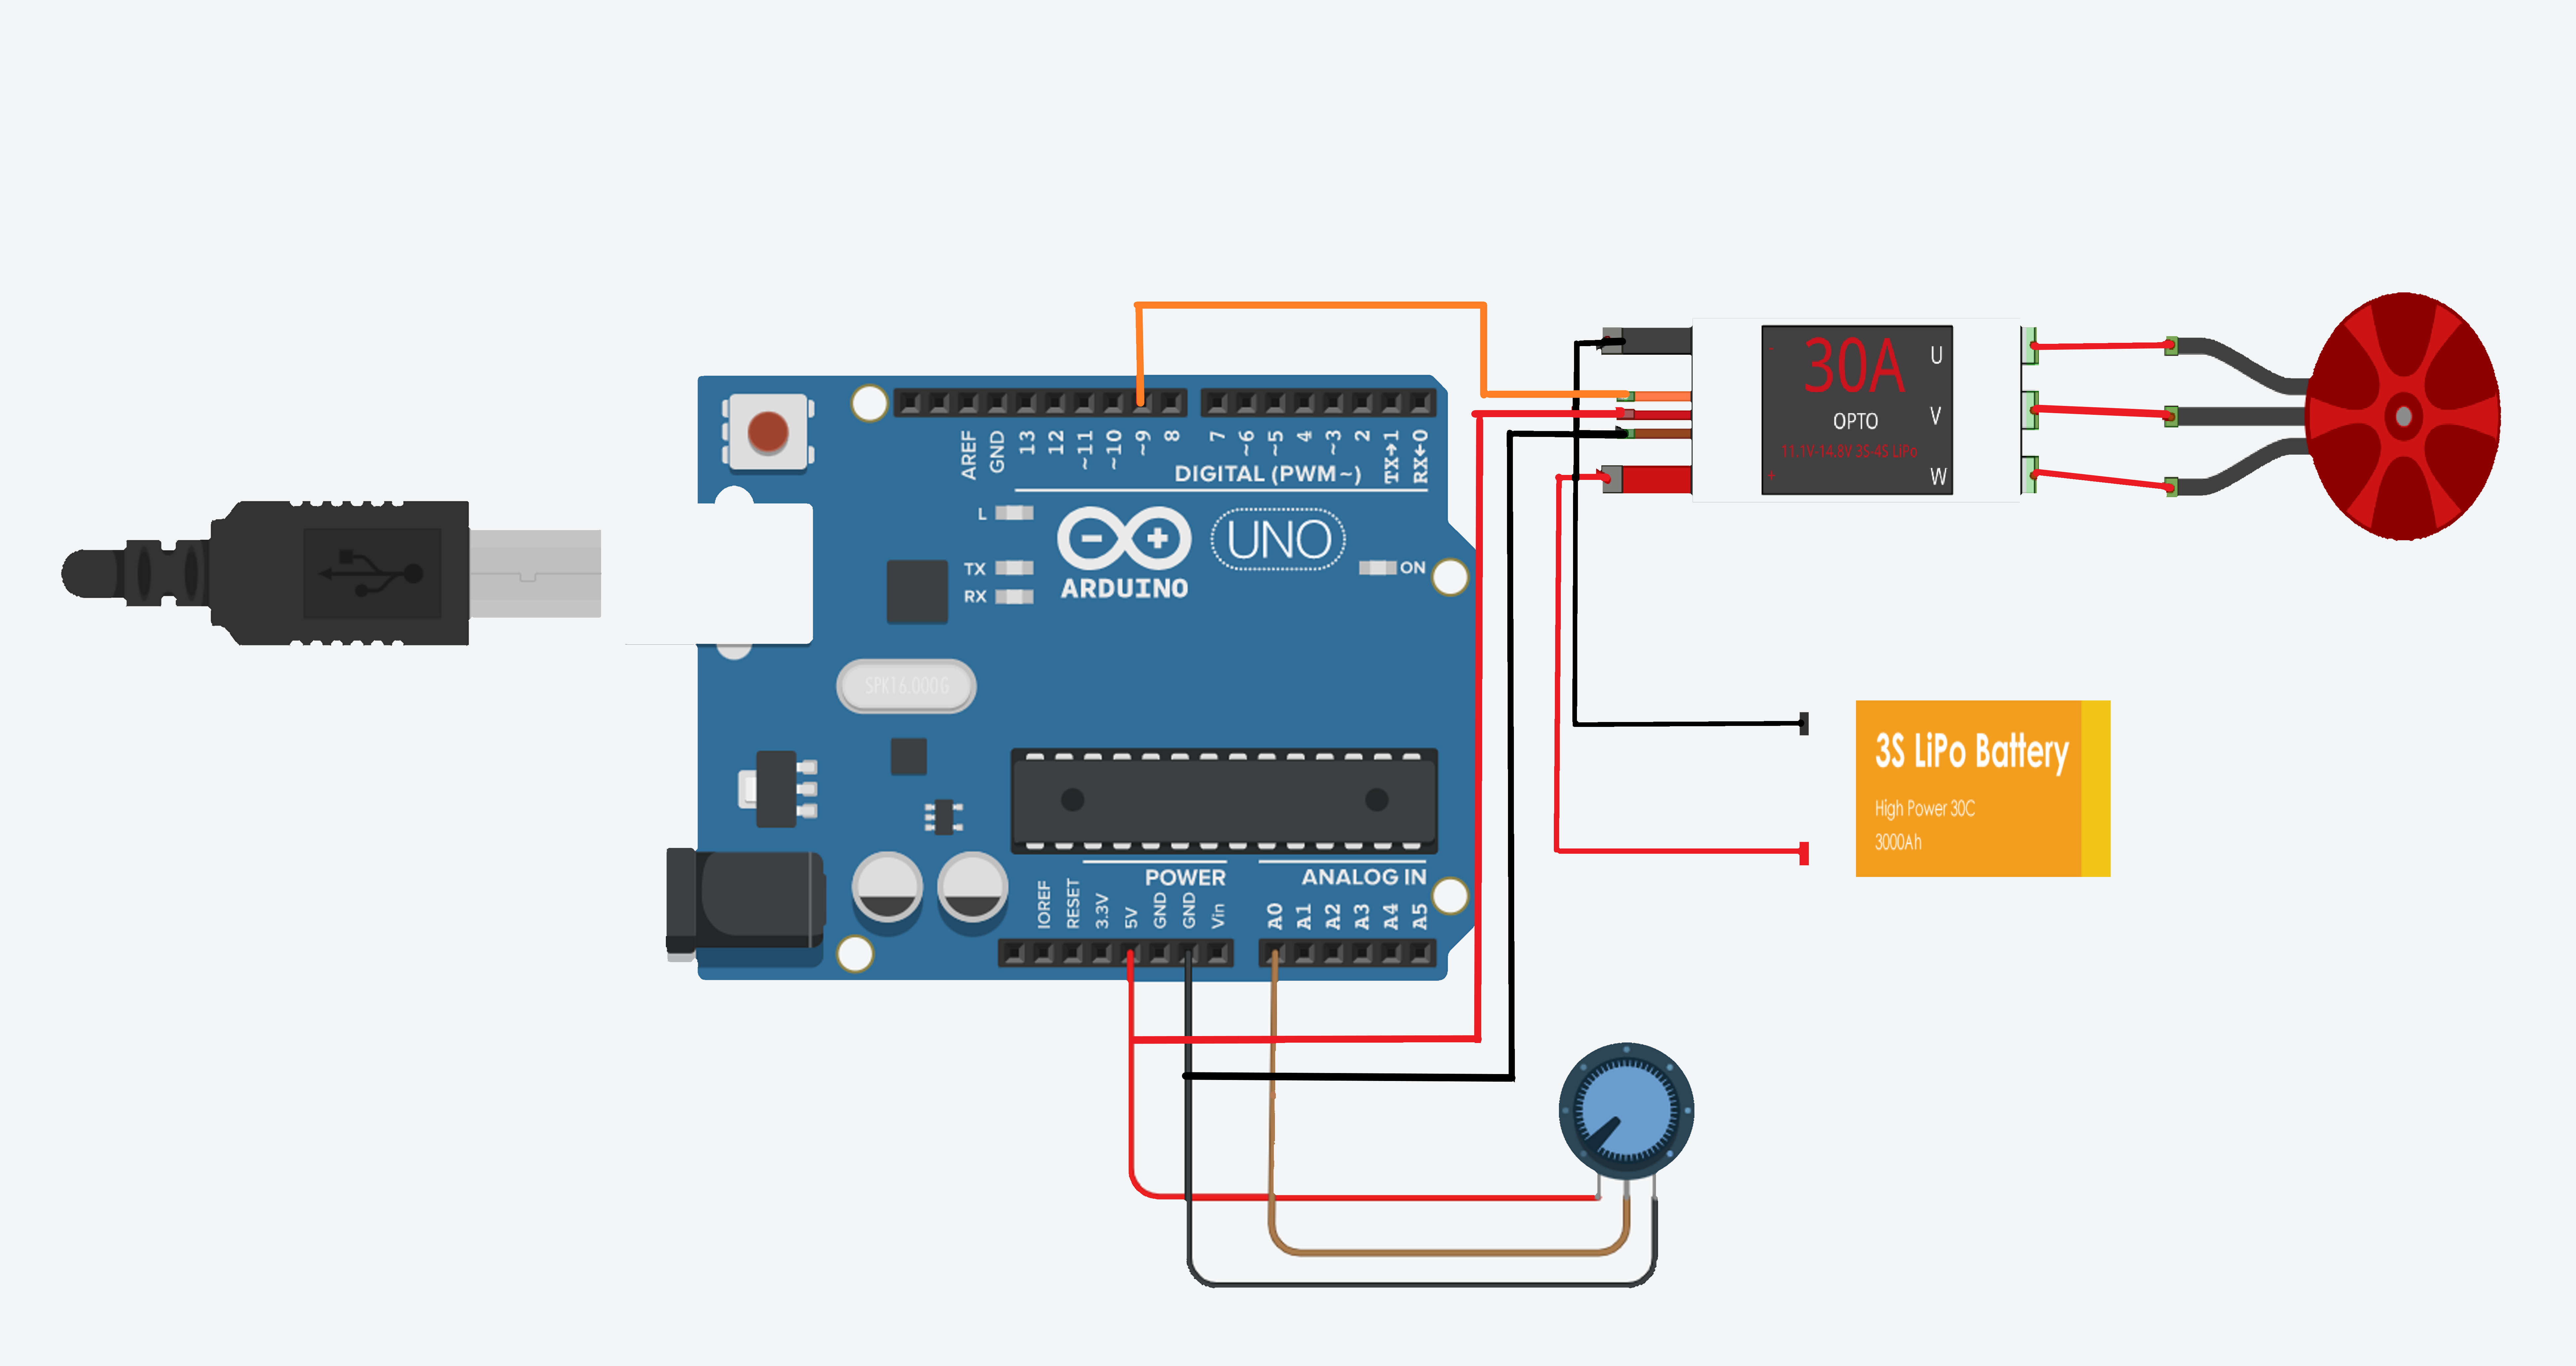 AREF
GND
13
12
~11
~10
~9
8
7
~6
~5
4
~3
2
TX→1
RX←0
DIGITAL (PWM~)
L
TX
RX
ARDUINO
UNO
ON
SPK16.000G
POWER
ANALOG IN
IOREF
RESET
3.3V
5V
GND
GND
Vin
A0
A1
A2
A3
A4
A5
-
30A
OPTO
11,1V-14,8V 3S-4S LiPo
+
U
V
W
3S LiPo Battery
High Power 30C
3000Ah